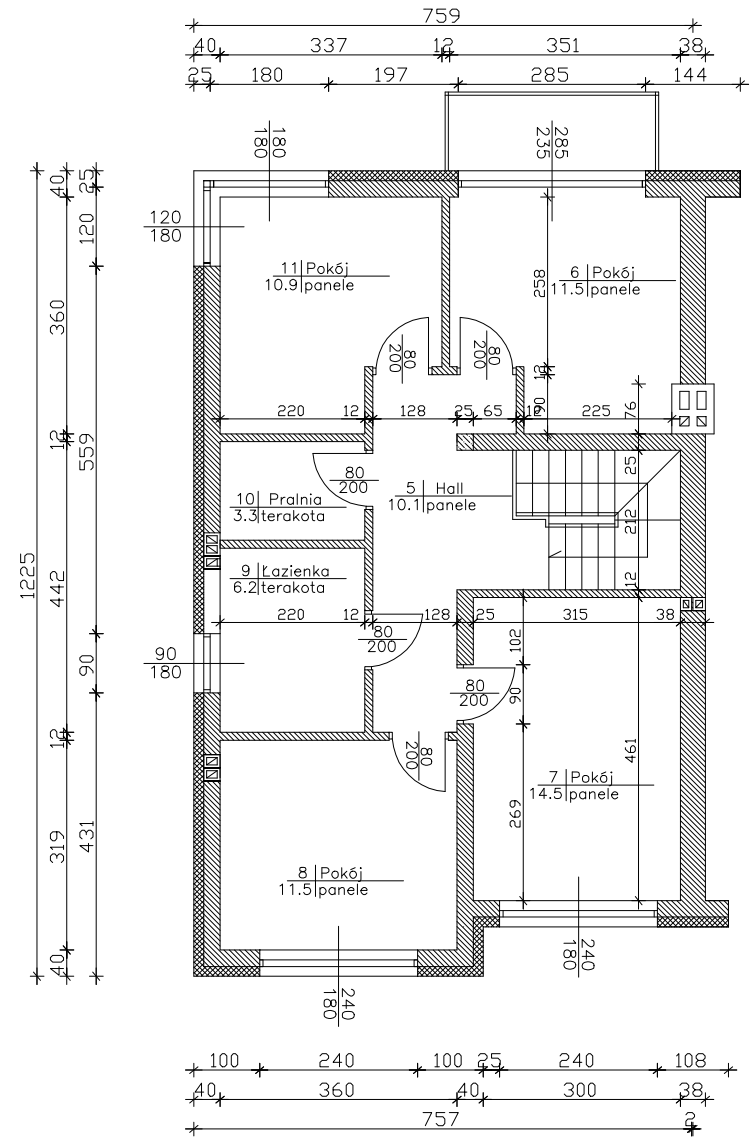 759
40 337 12 351 38
25 180 197 285 144
180
180
285
235
120
180
11 Pokój
10.9 panele
6 Pokój
11.5 panele
258
12
90
80
200
80
200
220 12 128 25 65 12 225
76
80
200
5 Hall
10.1 panele
10 Pralnia
3.3 terakota
25
212
12
9 Łazienka
6.2 terakota
220 12 128 25 315 38
80
200
102
90
269
80
200
90
180
80
200
461
7 Pokój
14.5 panele
8 Pokój
11.5 panele
240
180
240
180
1225
40
360
12
442
12
319
40
25
120
559
90
431
100 240 100 25 240 108
40 360 40 300 38
757 2